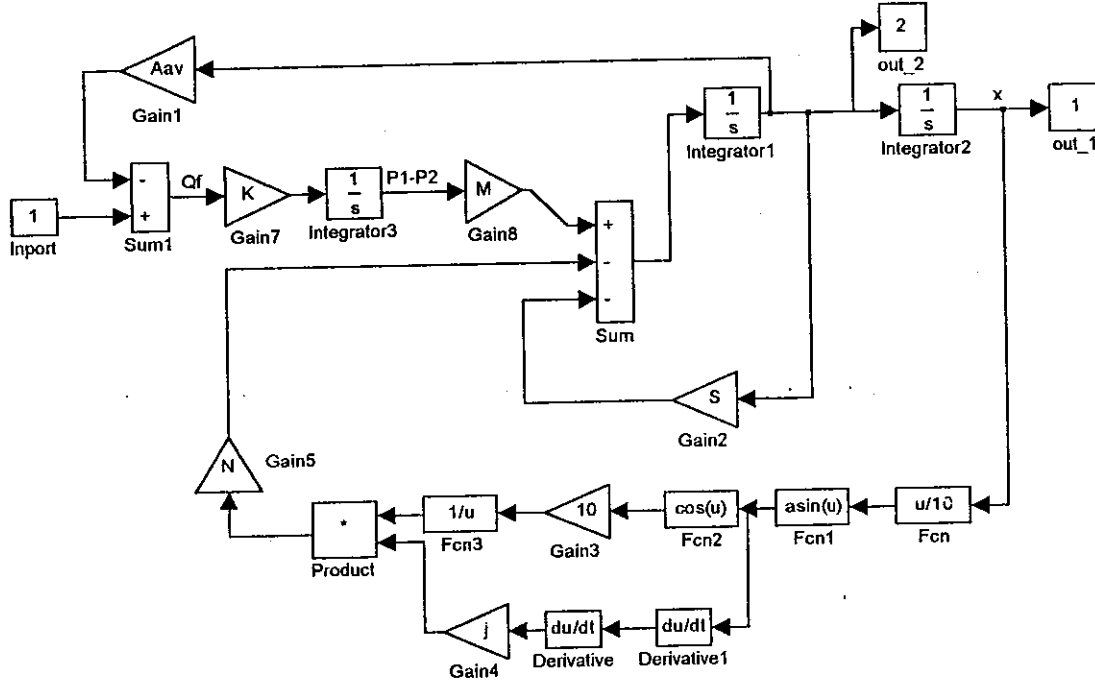 2
out_2
Aav
Gain1
1
s
Integrator1
1
s
Integrator2
x
1
out_1
1
Inport
-
+
Sum1
Qf
K
Gain7
1
s
Integrator3
P1-P2
M
Gain8
+
-
-
Sum
S
Gain2
N
Gain5
*
Product
1/u
Fcn3
10
Gain3
cos(u)
Fcn2
asin(u)
Fcn1
u/10
Fcn
j
Gain4
du/dt
Derivative
du/dt
Derivative1